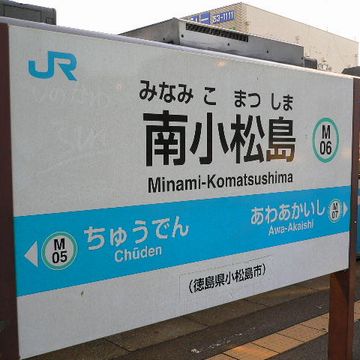 53-1111
JR
みなみ こ まつ しま
南小松島
M
06
Minami-Komatsushima
M
05
ちゅうでん
Chūden
あわあかいし
Awa-Akaishi
M
07
(徳島県小松島市)